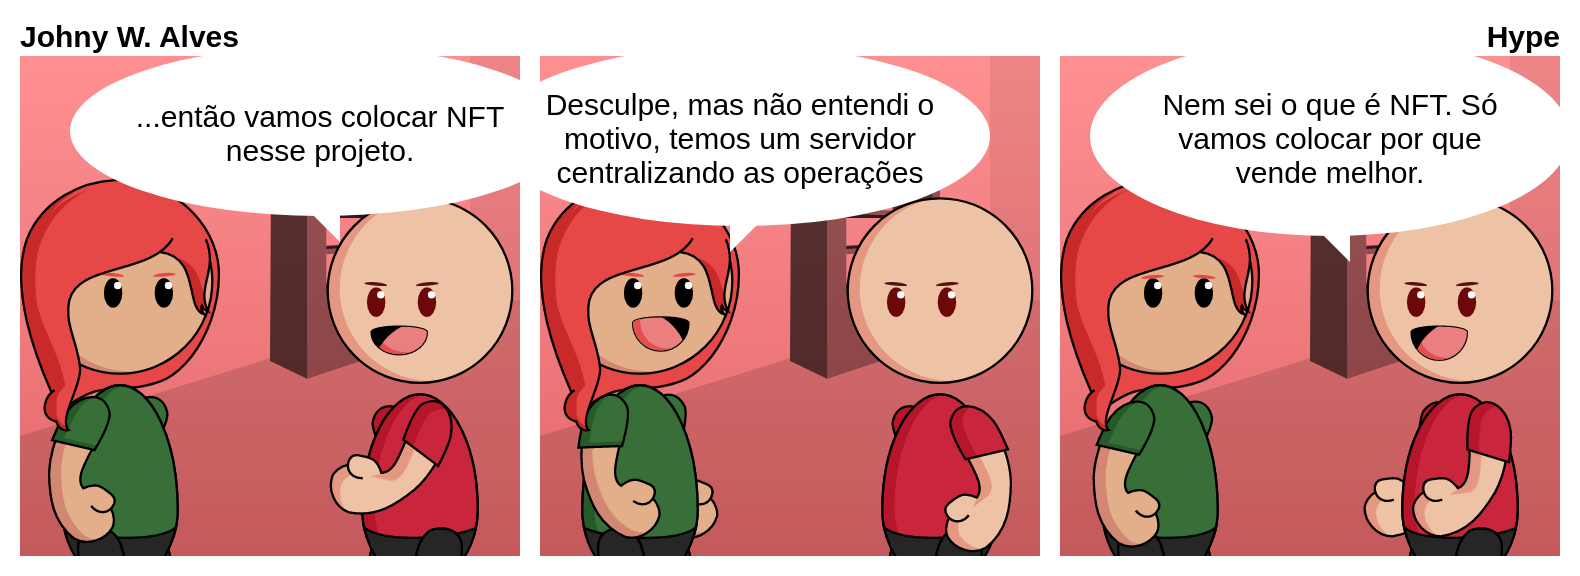 Johny W. Alves
Hype
...então vamos colocar NFT
nesse projeto.
Desculpe, mas não entendi o
motivo, temos um servidor
centralizando as operações
Nem sei o que é NFT. Só
vamos colocar por que
vende melhor.